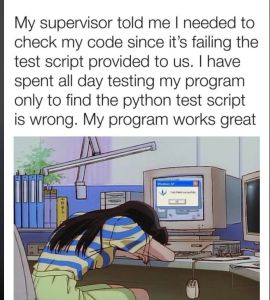 My supervisor told me I needed to
check my code since it's failing the
test script provided to us. I have
spent all day testing my program
only to find the python test script
is wrong. My program works great